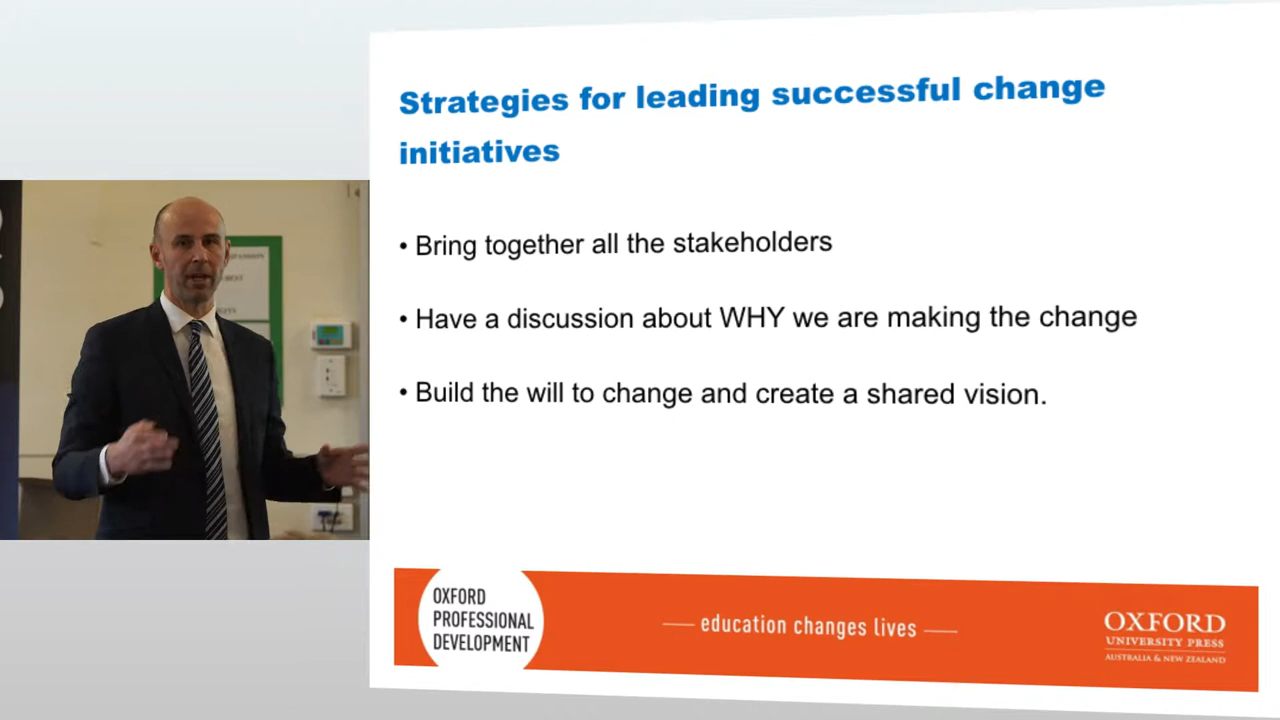 Strategies for leading successful change
initiatives
• Bring together all the stakeholders
• Have a discussion about WHY we are making the change
• Build the will to change and create a shared vision.
OXFORD
PROFESSIONAL
DEVELOPMENT
— education changes lives —
OXFORD
UNIVERSITY PRESS
AUSTRALIA & NEW ZEALAND